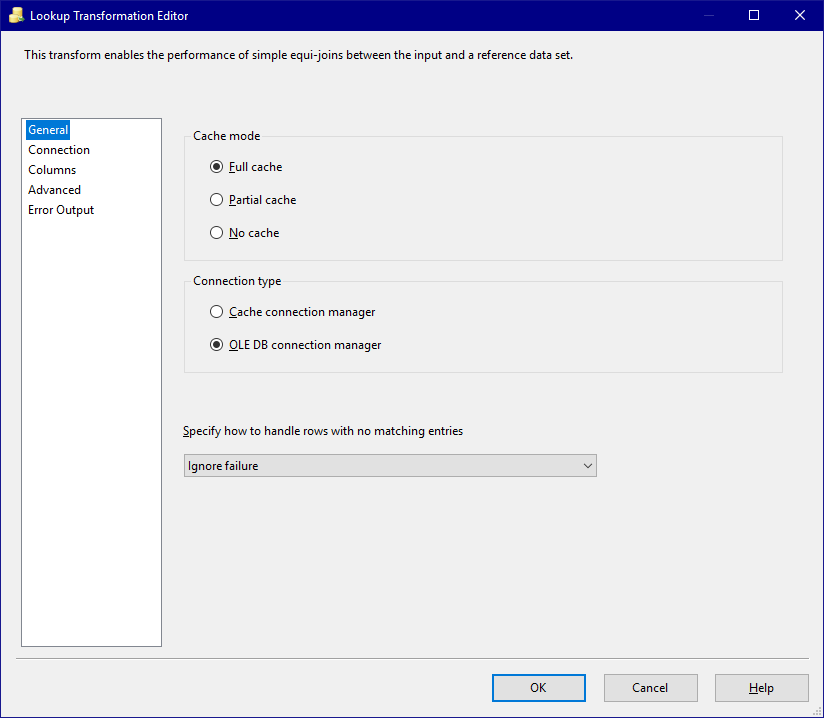 Lookup Transformation Editor
This transform enables the performance of simple equi-joins between the input and a reference data set.
General
Connection
Columns
Advanced
Error Output
Cache mode
Full cache
Partial cache
No cache
Connection type
Cache connection manager
OLE DB connection manager
Specify how to handle rows with no matching entries
Ignore failure
OK
Cancel
Help